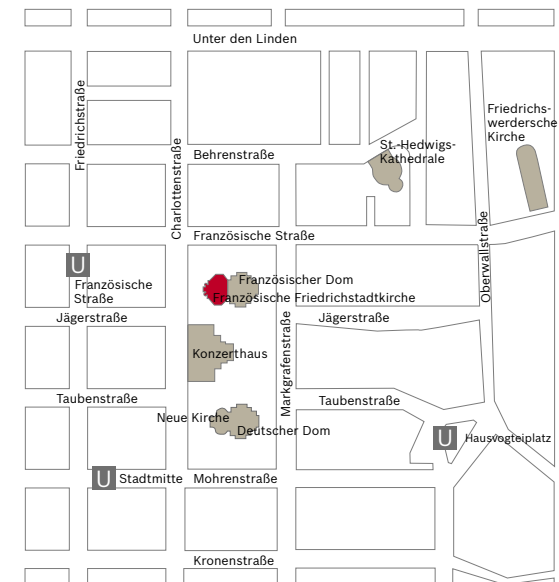 Unter den Linden
Friedrichstraße
Charlottenstraße
Friedrichs-
werdersche
Kirche
St.-Hedwigs-
Kathedrale
Behrenstraße
Oberwallstraße
Französische Straße
U
Französische
Straße
Französischer Dom
Französische Friedrichstadtkirche
Jägerstraße
Markgrafenstraße
Jägerstraße
Konzerthaus
Taubenstraße
Taubenstraße
Neue Kirche
Deutscher Dom
U Hausvogteiplatz
U Stadtmitte
Mohrenstraße
Kronenstraße